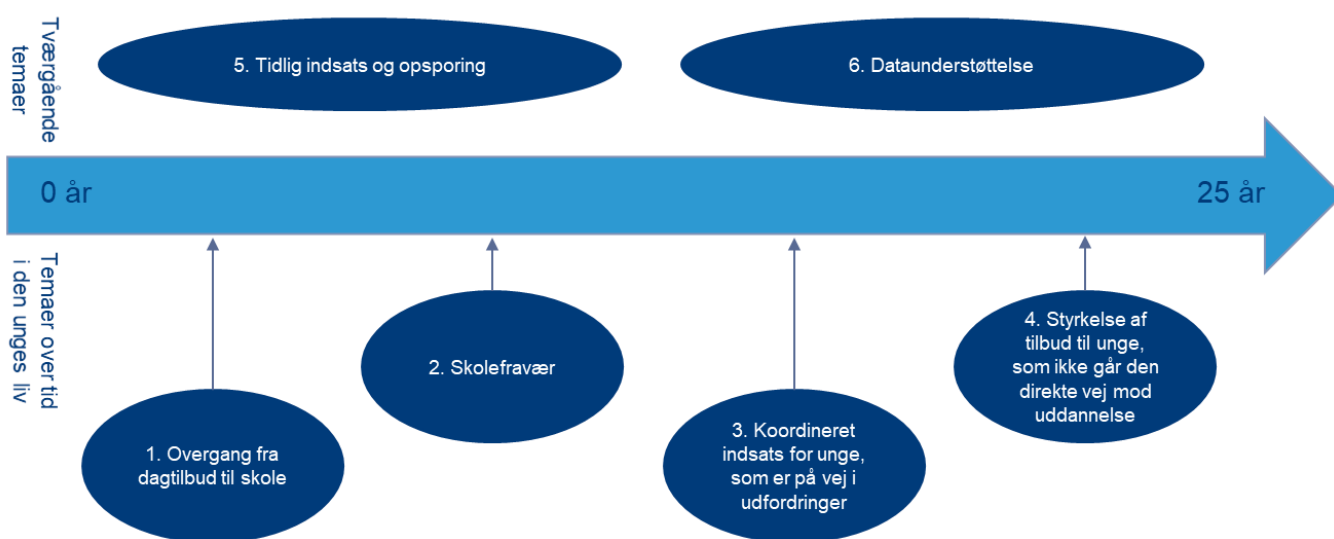 Tværgående
temaer
5. Tidlig indsats og opsporing
6. Dataunderstøttelse
0 år
25 år
Temaer over tid
i den unges liv
1. Overgang fra
dagtilbud til skole
2. Skolefravær
3. Koordineret
indsats for unge,
som er på vej i
udfordringer
4. Styrkelse af
tilbud til unge,
som ikke går den
direkte vej mod
uddannelse